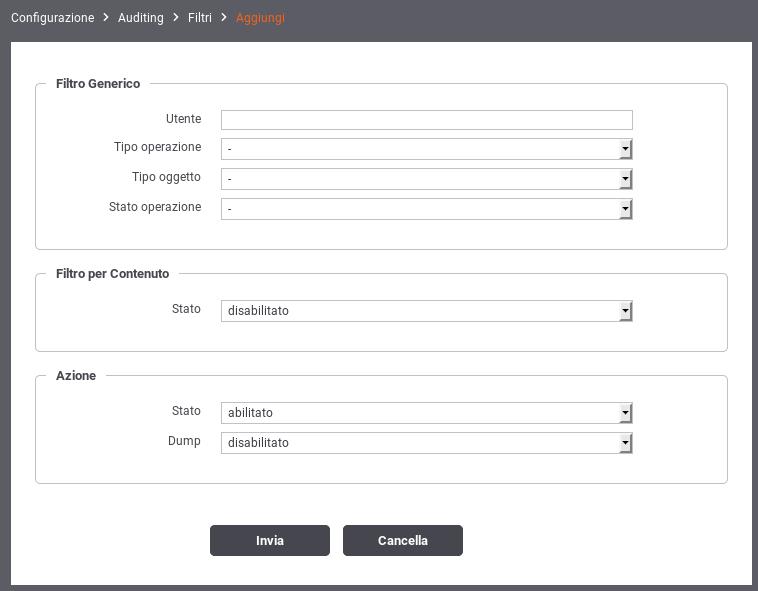 Configurazione > Auditing > Filtri > Aggiungi
Filtro Generico
Utente
Tipo operazione -
Tipo oggetto -
Stato operazione -
Filtro per Contenuto
Stato disabilitato
Azione
Stato abilitato
Dump disabilitato
Invia Cancella